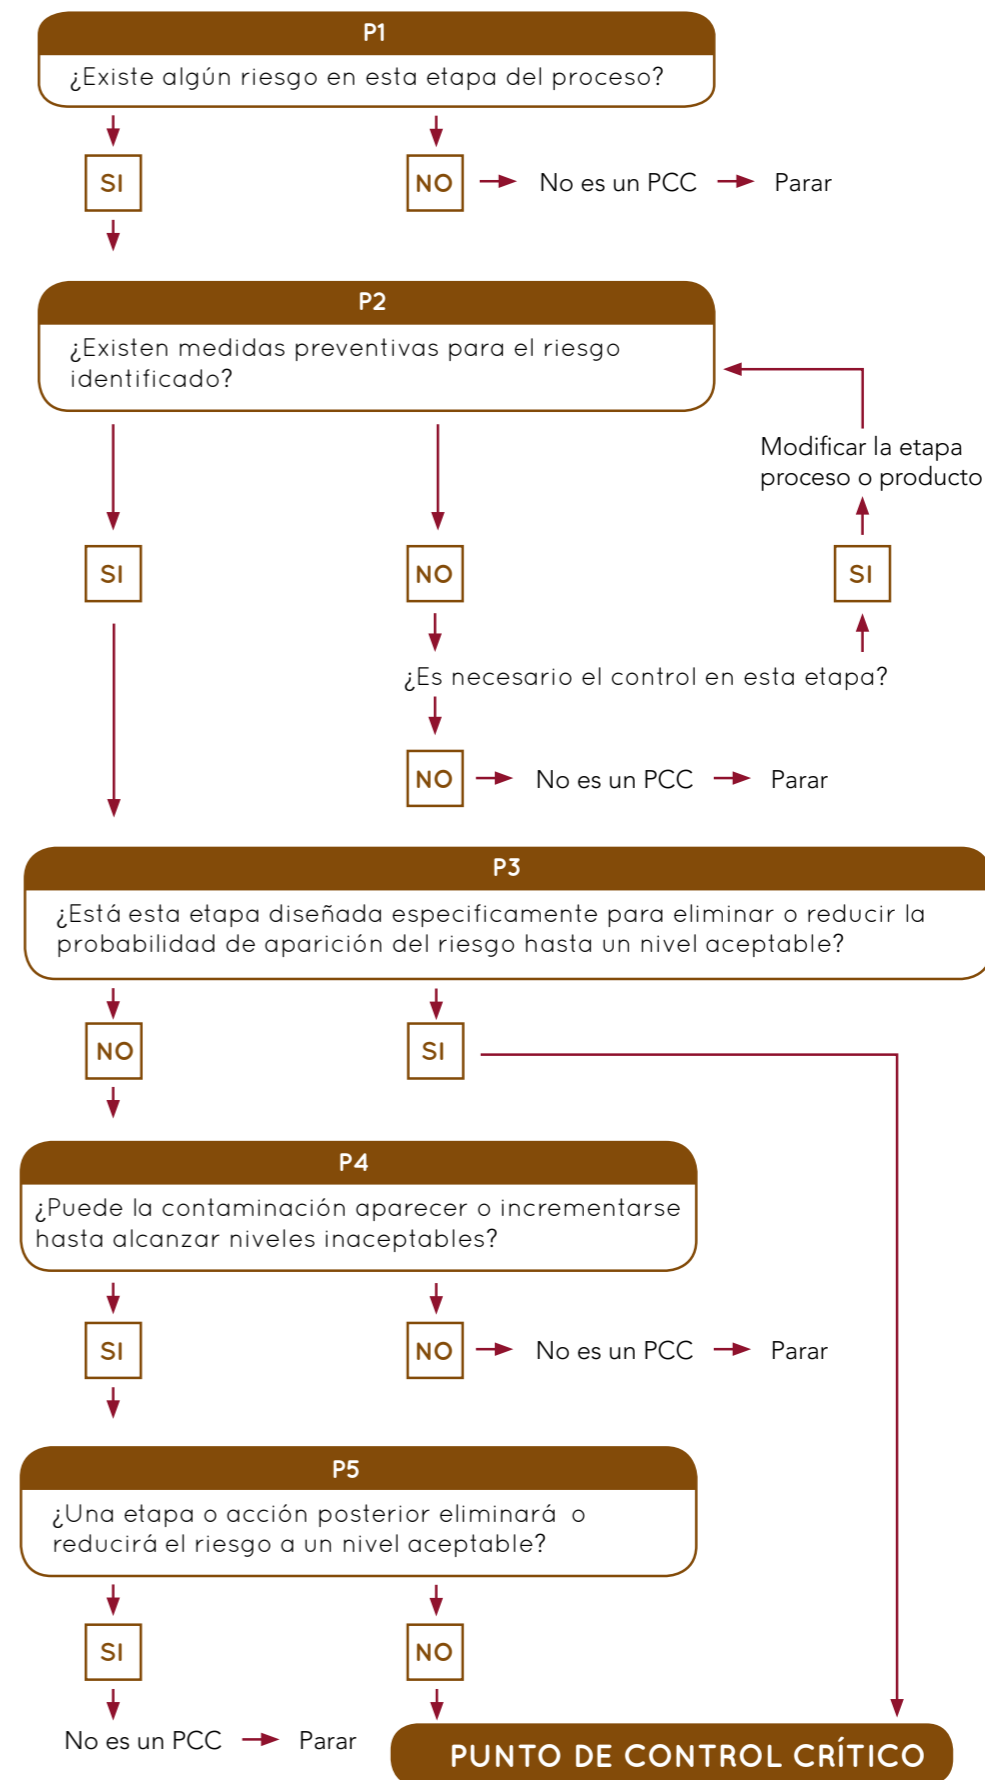 P1
¿Existe algún riesgo en esta etapa del proceso?
SI
NO
No es un PCC
Parar
P2
¿Existen medidas preventivas para el riesgo
identificado?
Modificar la etapa
proceso o producto
SI
NO
SI
¿Es necesario el control en esta etapa?
NO
No es un PCC
Parar
P3
¿Está esta etapa diseñada especificamente para eliminar o reducir la
probabilidad de aparición del riesgo hasta un nivel aceptable?
NO
SI
P4
¿Puede la contaminación aparecer o incrementarse
hasta alcanzar niveles inaceptables?
SI
NO
No es un PCC
Parar
P5
¿Una etapa o acción posterior eliminará o
reducirá el riesgo a un nivel aceptable?
SI
NO
No es un PCC
Parar
PUNTO DE CONTROL CRÍTICO